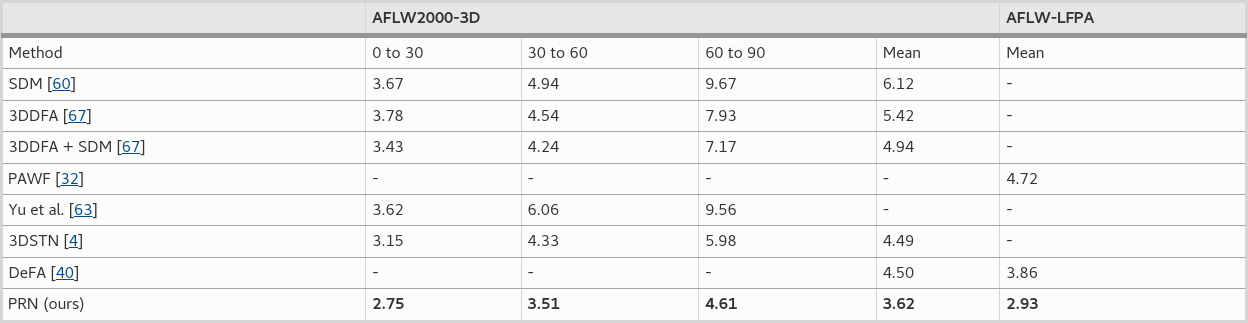 AFLW2000-3D AFLW-LFPA
Method 0 to 30 30 to 60 60 to 90 Mean Mean
SDM [60] 3.67 4.94 9.67 6.12 -
3DDFA [67] 3.78 4.54 7.93 5.42 -
3DDFA + SDM [67] 3.43 4.24 7.17 4.94 -
PAWF [32] - - - - 4.72
Yu et al. [63] 3.62 6.06 9.56 - -
3DSTN [4] 3.15 4.33 5.98 4.49 -
DeFA [40] - - - 4.50 3.86
PRN (ours) 2.75 3.51 4.61 3.62 2.93